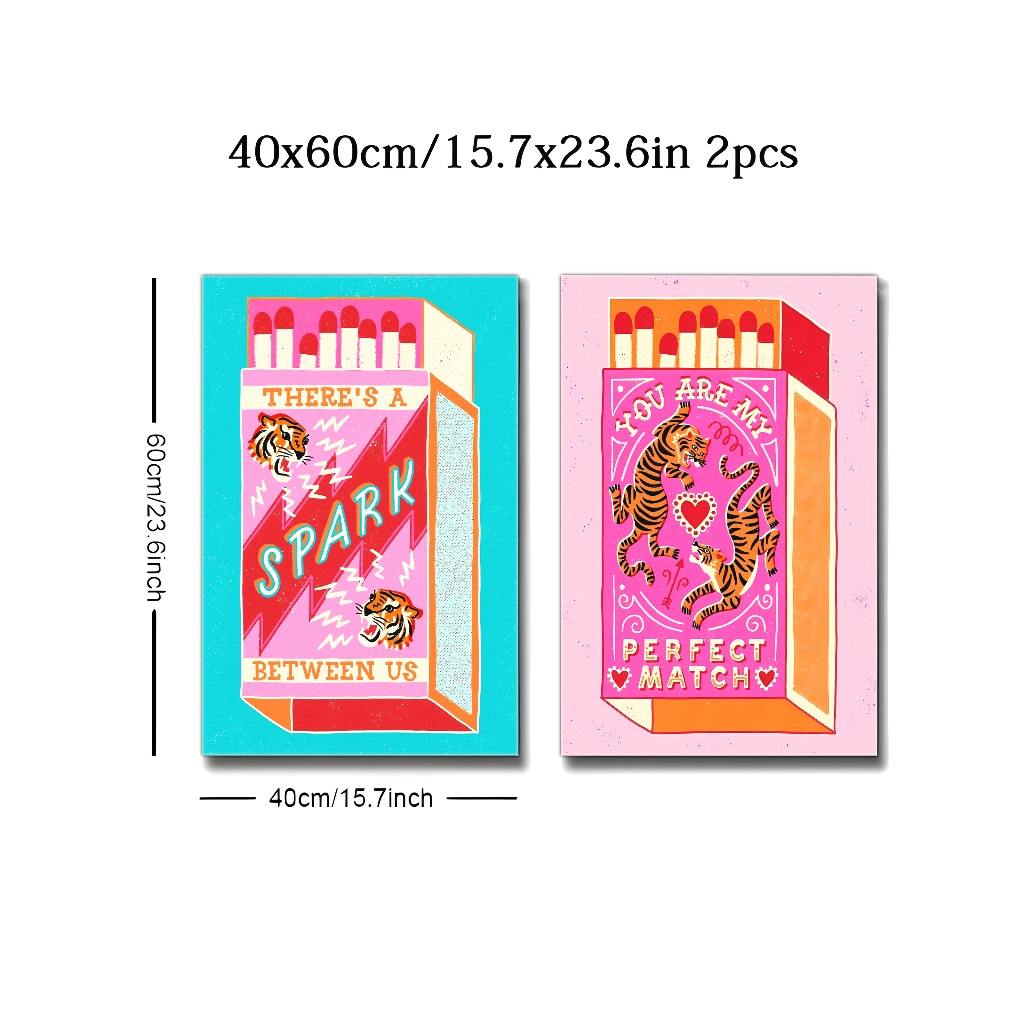 40x60cm/15.7x23.6in 2pcs
60cm/23.6inch
THERE'S A
SPARK
BETWEEN US
YOU ARE MY
PERFECT
MATCH
40cm/15.7inch